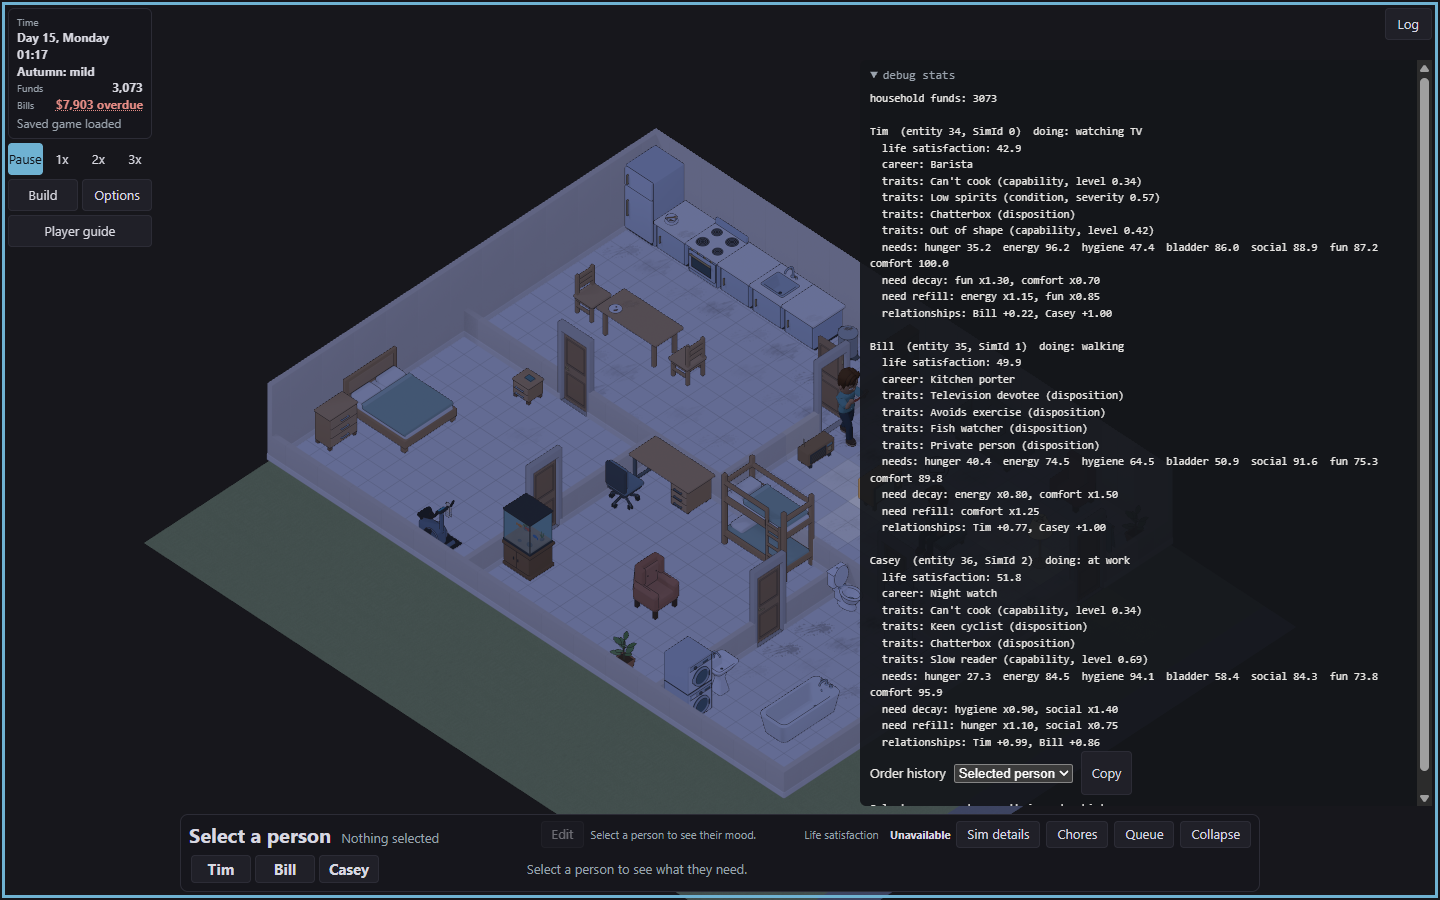 Time
Day 15, Monday
01:17
Autumn: mild
Funds 3,073
Bills $7,903 overdue
Saved game loaded
Pause 1x 2x 3x
Build Options
Player guide
Log
▼ debug stats
household funds: 3073
Tim (entity 34, SimId 0) doing: watching TV
life satisfaction: 42.9
career: Barista
traits: Can't cook (capability, level 0.34)
traits: Low spirits (condition, severity 0.57)
traits: Chatterbox (disposition)
traits: Out of shape (capability, level 0.42)
needs: hunger 35.2 energy 96.2 hygiene 47.4 bladder 86.0 social 88.9 fun 87.2
comfort 100.0
need decay: fun x1.30, comfort x0.70
need refill: energy x1.15, fun x0.85
relationships: Bill +0.22, Casey +1.00
Bill (entity 35, SimId 1) doing: walking
life satisfaction: 49.9
career: Kitchen porter
traits: Television devotee (disposition)
traits: Avoids exercise (disposition)
traits: Fish watcher (disposition)
traits: Private person (disposition)
needs: hunger 40.4 energy 74.5 hygiene 64.5 bladder 50.9 social 91.6 fun 75.3
comfort 89.8
need decay: energy x0.80, comfort x1.50
need refill: comfort x1.25
relationships: Tim +0.77, Casey +1.00
Casey (entity 36, SimId 2) doing: at work
life satisfaction: 51.8
career: Night watch
traits: Can't cook (capability, level 0.34)
traits: Keen cyclist (disposition)
traits: Chatterbox (disposition)
traits: Slow reader (capability, level 0.69)
needs: hunger 27.3 energy 84.5 hygiene 94.1 bladder 58.4 social 84.3 fun 73.8
comfort 95.9
need decay: hygiene x0.90, social x1.40
need refill: hunger x1.10, social x0.75
relationships: Tim +0.99, Bill +0.86
Order history Selected person Copy
Select a person Nothing selected
Edit Select a person to see their mood.
Life satisfaction Unavailable Sim details Chores Queue Collapse
Tim Bill Casey
Select a person to see what they need.